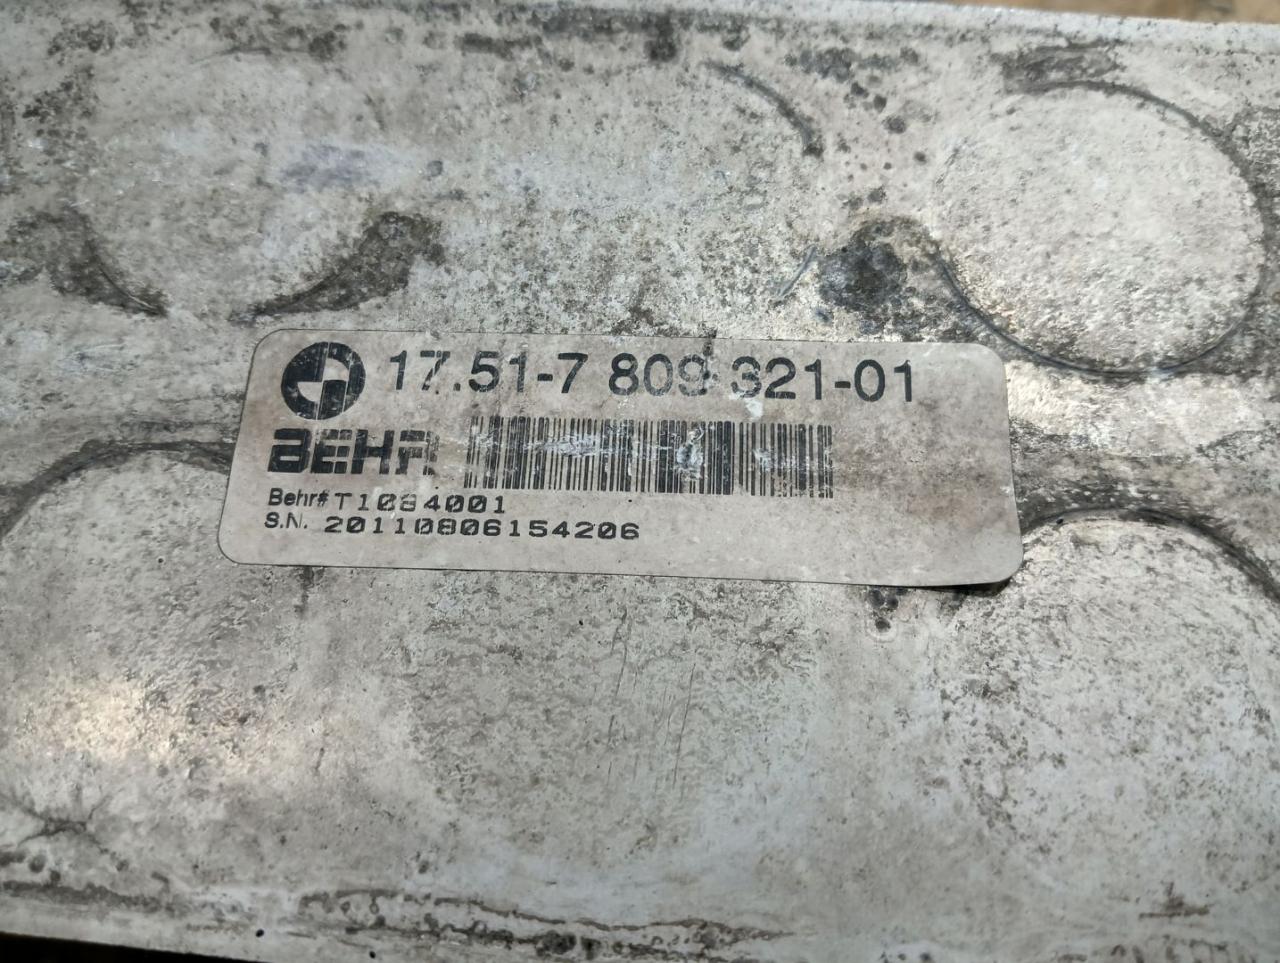 17.51-7 809 321-01
BEHR
Behr# T1084001
S.N. 20110806154206